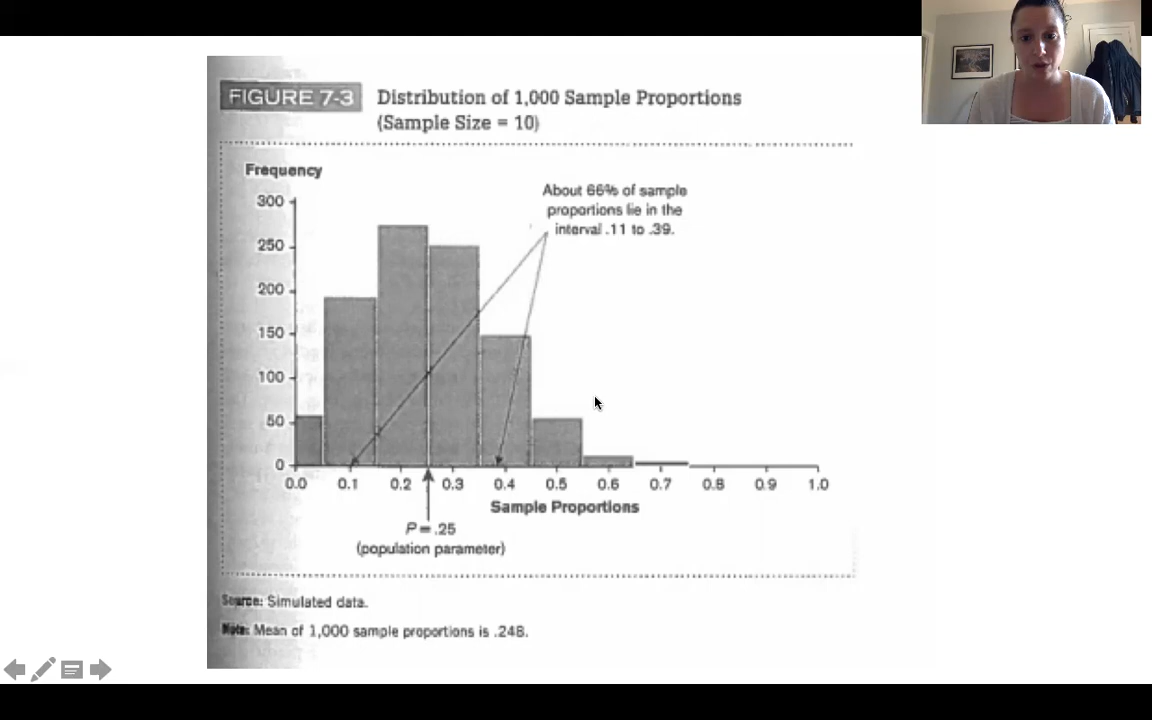 FIGURE 7-3
Distribution of 1,000 Sample Proportions
(Sample Size = 10)
Frequency
About 66% of sample
proportions lie in the
interval .11 to .39.
300
250
200
150
100
50
0
0.0 0.1 0.2 0.3 0.4 0.5 0.6 0.7 0.8 0.9 1.0
Sample Proportions
P = .25
(population parameter)
Source: Simulated data.
Note: Mean of 1,000 sample proportions is .248.